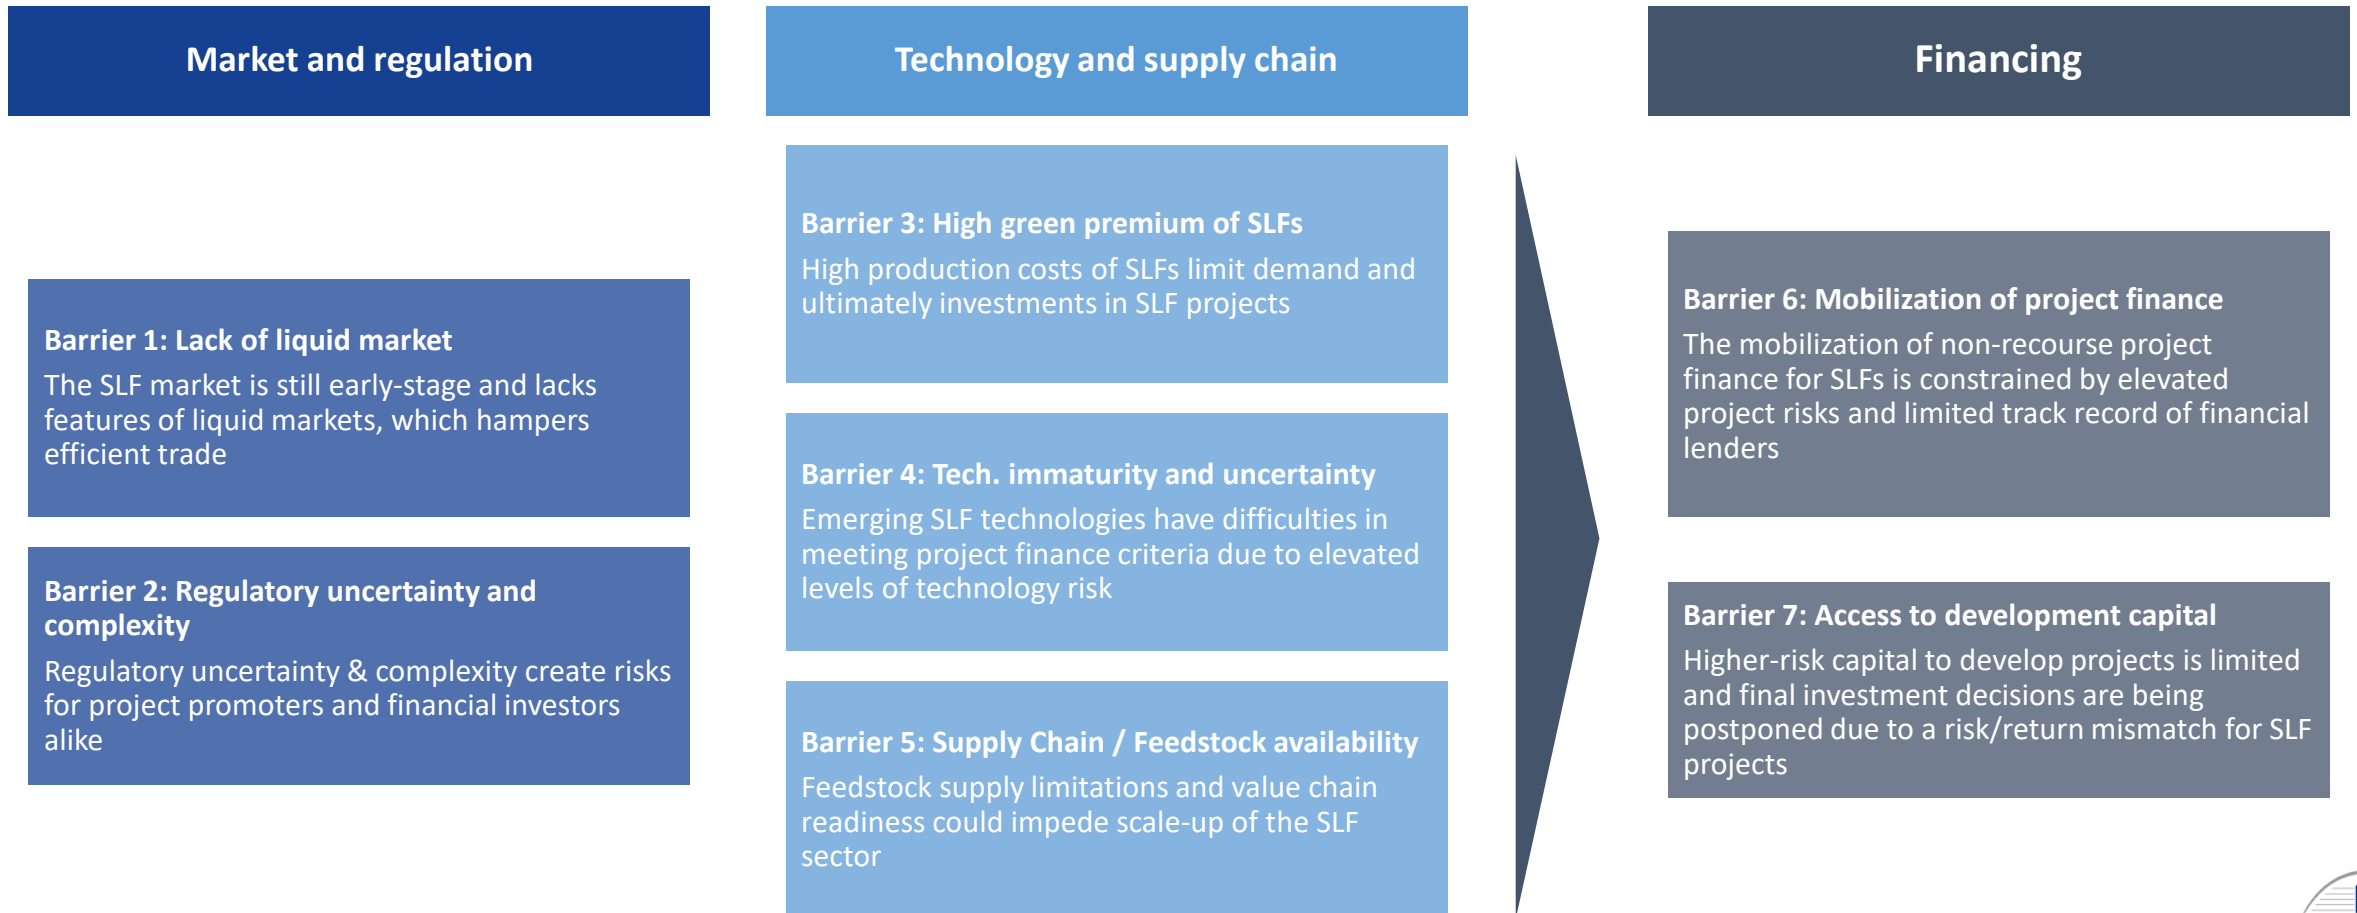 Market and regulation
Barrier 1: Lack of liquid market
The SLF market is still early-stage and lacks
features of liquid markets, which hampers
efficient trade
Barrier 2: Regulatory uncertainty and
complexity
Regulatory uncertainty & complexity create risks
for project promoters and financial investors
alike
Technology and supply chain
Barrier 3: High green premium of SLFs
High production costs of SLFs limit demand and
ultimately investments in SLF projects
Barrier 4: Tech. immaturity and uncertainty
Emerging SLF technologies have difficulties in
meeting project finance criteria due to elevated
levels of technology risk
Barrier 5: Supply Chain / Feedstock availability
Feedstock supply limitations and value chain
readiness could impede scale-up of the SLF
sector
Financing
Barrier 6: Mobilization of project finance
The mobilization of non-recourse project
finance for SLFs is constrained by elevated
project risks and limited track record of financial
lenders
Barrier 7: Access to development capital
Higher-risk capital to develop projects is limited
and final investment decisions are being
postponed due to a risk/return mismatch for SLF
projects